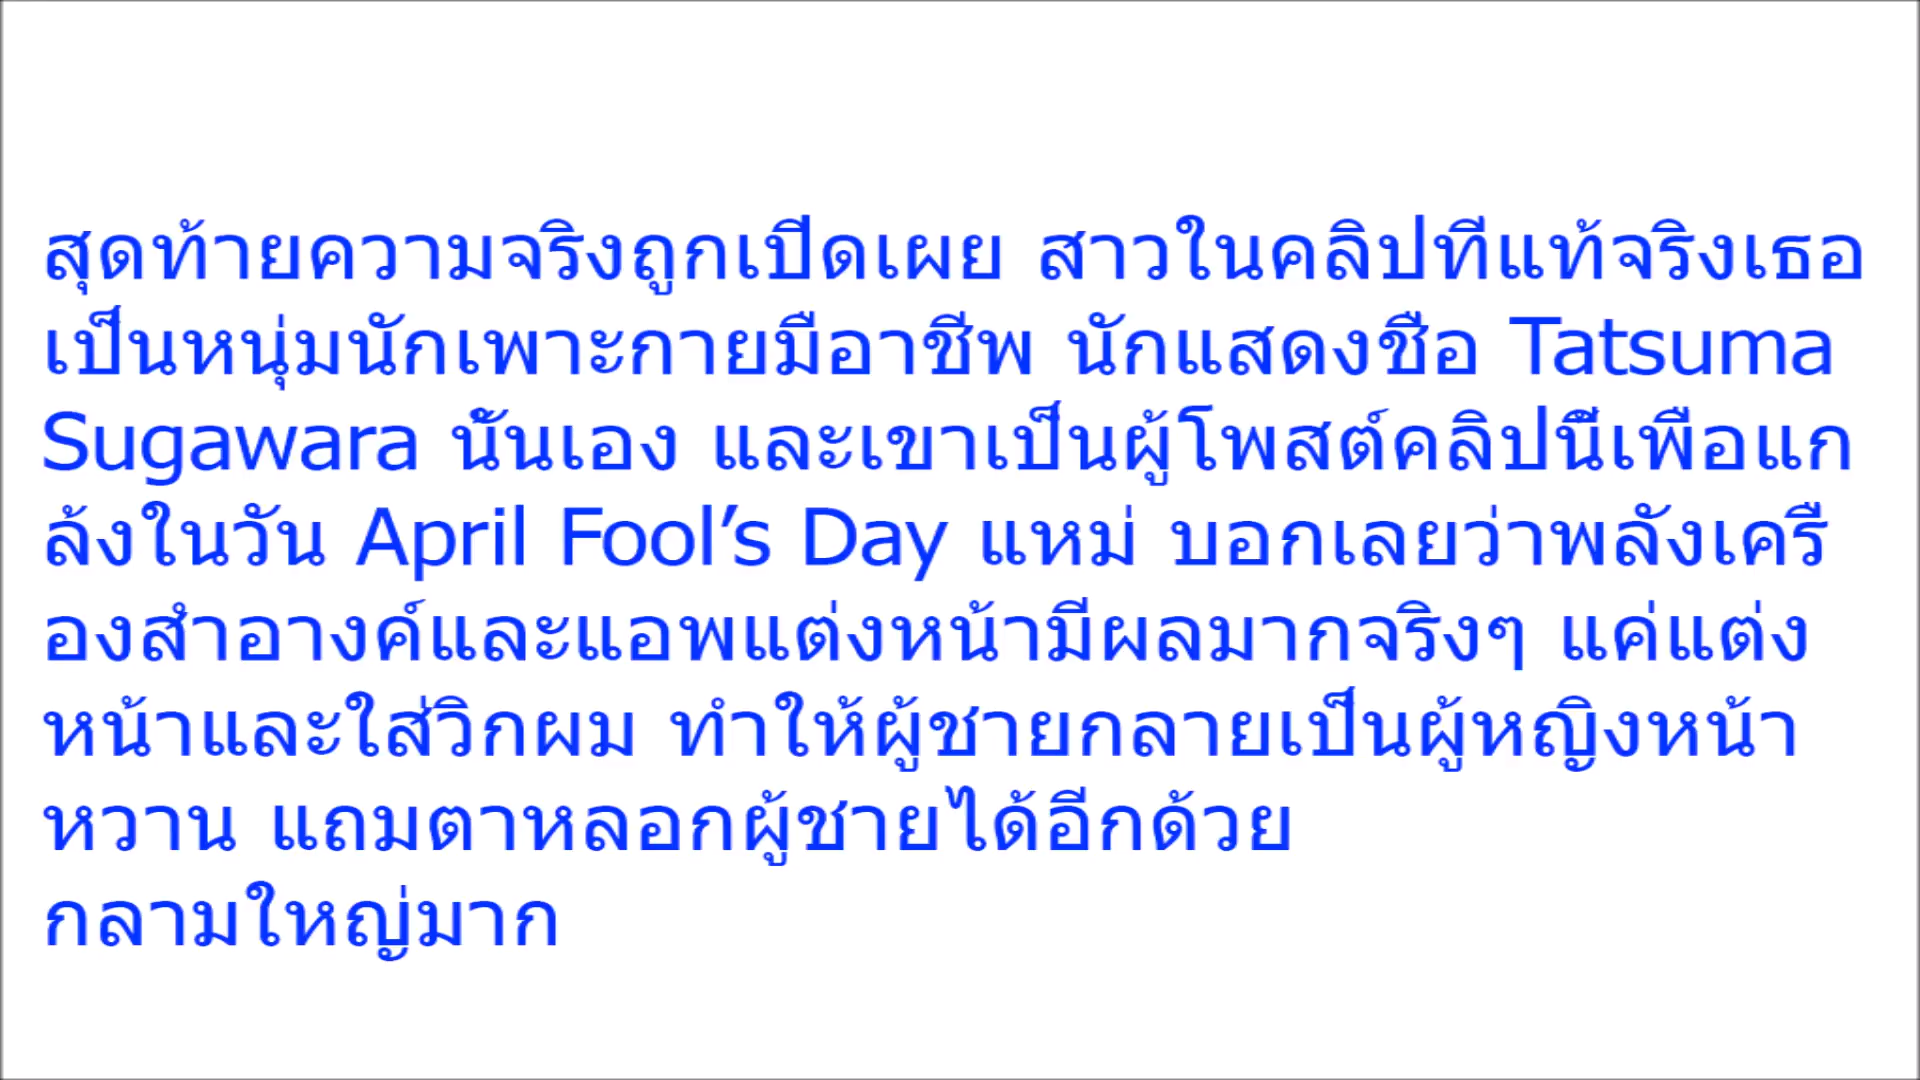 สุดท้ายความจริงถูกเปิดเผย สาวในคลิปที่แท้จริงเธอ
เป็นหนุ่มนักเพาะกายมืออาชีพ นักแสดงชื่อ Tatsuma
Sugawara นั้นเอง และเขาเป็นผู้โพสต์คลิปนี้เพื่อแก
ล้งในวัน April Fool’s Day แหม่ บอกเลยว่าพลังเครื่
องสำอางค์และแอพแต่งหน้ามีผลมากจริงๆ แค่แต่ง
หน้าและใส่วิกผม ทำให้ผู้ชายกลายเป็นผู้หญิงหน้า
หวาน แถมตาหลอกผู้ชายได้อีกด้วย
กลามใหญ่มาก